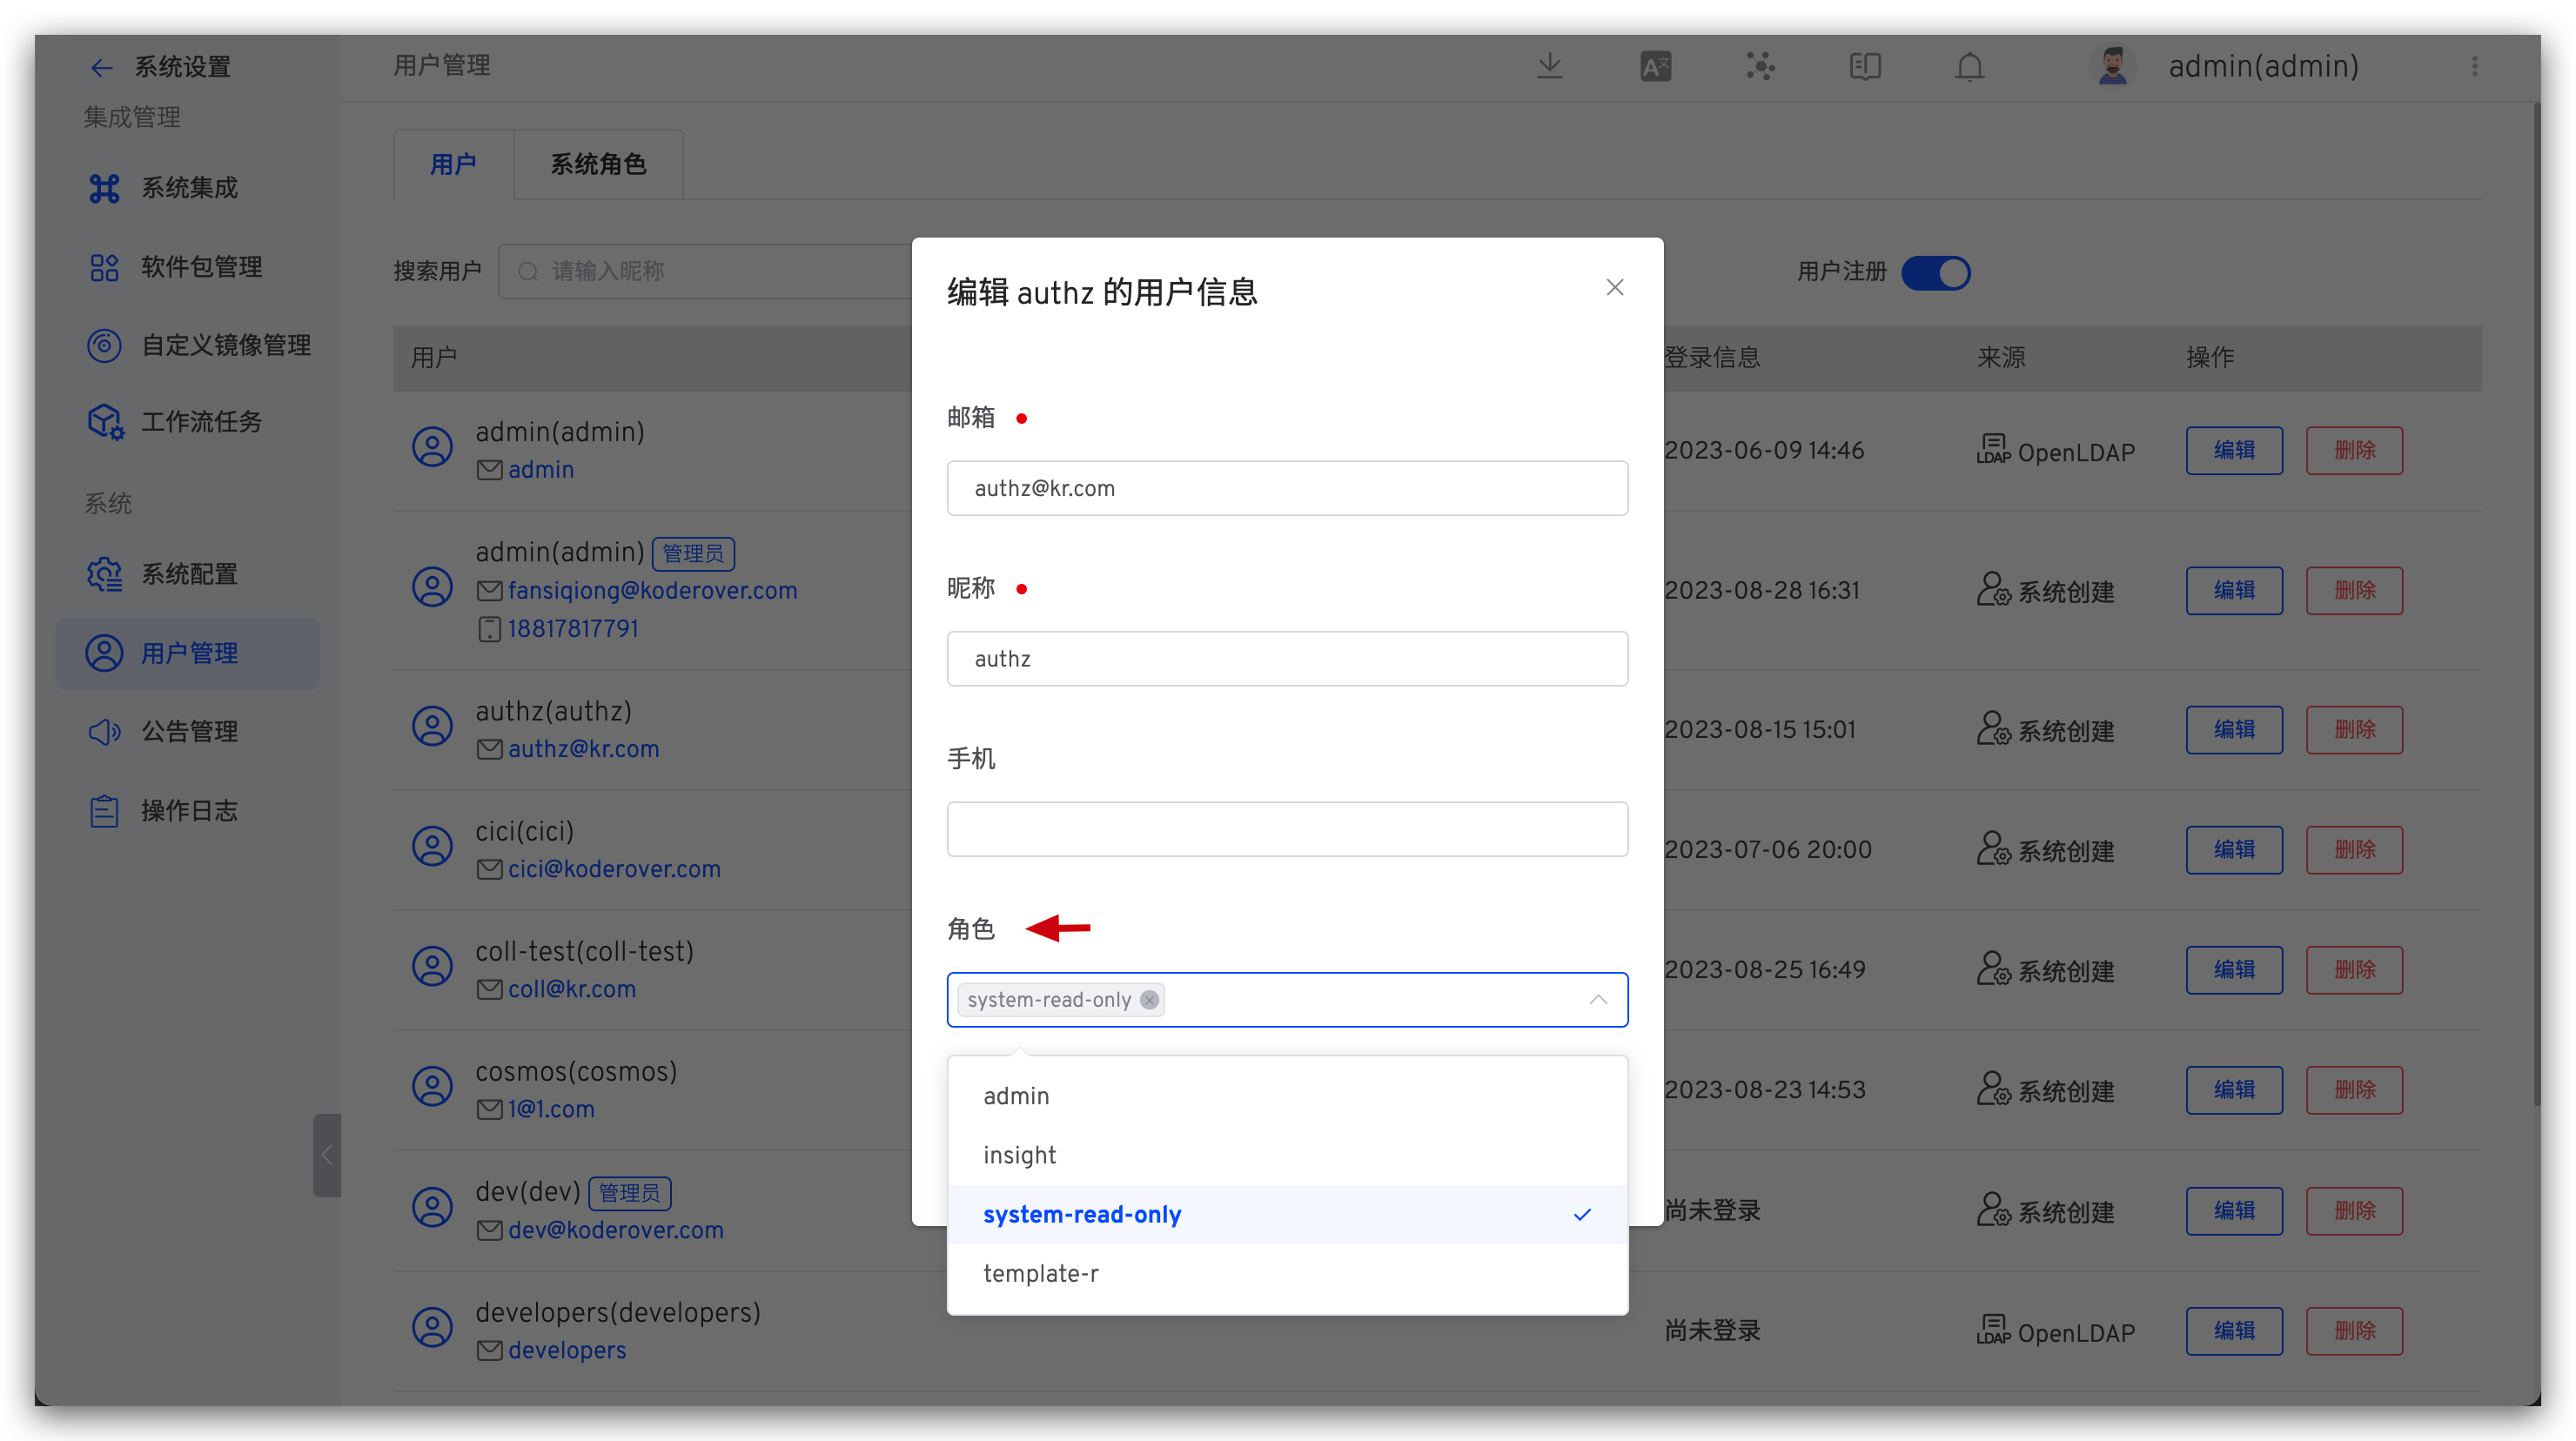 系统设置
集成管理
系统集成
软件包管理
自定义镜像管理
工作流任务
系统
系统配置
用户管理
公告管理
操作日志
用户管理
admin(admin)
用户
系统角色
搜索用户
请输入昵称
用户注册
用户
登录信息
来源
操作
admin(admin)
admin
2023-06-09 14:46
LDAP OpenLDAP
编辑
删除
admin(admin) 管理员
fansiqiong@koderover.com
18817817791
2023-08-28 16:31
系统创建
编辑
删除
authz(authz)
authz@kr.com
2023-08-15 15:01
系统创建
编辑
删除
cici(cici)
cici@koderover.com
2023-07-06 20:00
系统创建
编辑
删除
coll-test(coll-test)
coll@kr.com
2023-08-25 16:49
系统创建
编辑
删除
cosmos(cosmos)
1@1.com
2023-08-23 14:53
系统创建
编辑
删除
dev(dev) 管理员
dev@koderover.com
尚未登录
系统创建
编辑
删除
developers(developers)
developers
尚未登录
LDAP OpenLDAP
编辑
删除
编辑 authz 的用户信息
邮箱
authz@kr.com
昵称
authz
手机
角色
system-read-only
admin
insight
system-read-only
template-r